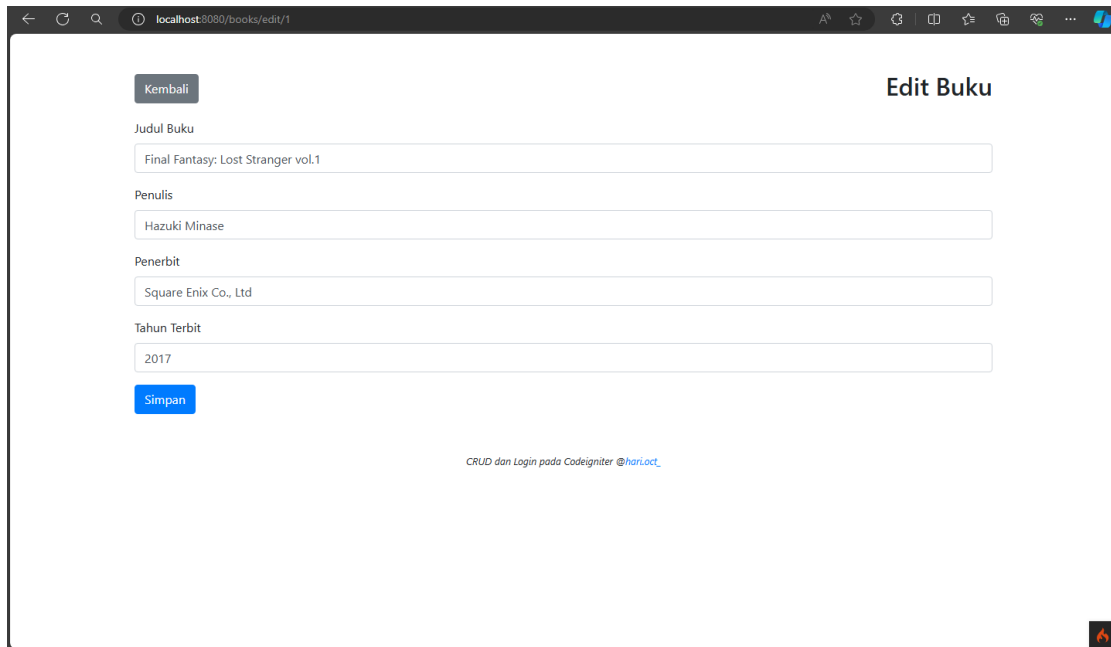 localhost:8080/books/edit/1
Kembali
Edit Buku
Judul Buku
Final Fantasy: Lost Stranger vol.1
Penulis
Hazuki Minase
Penerbit
Square Enix Co., Ltd
Tahun Terbit
2017
Simpan
CRUD dan Login pada Codeigniter @hari.oct_